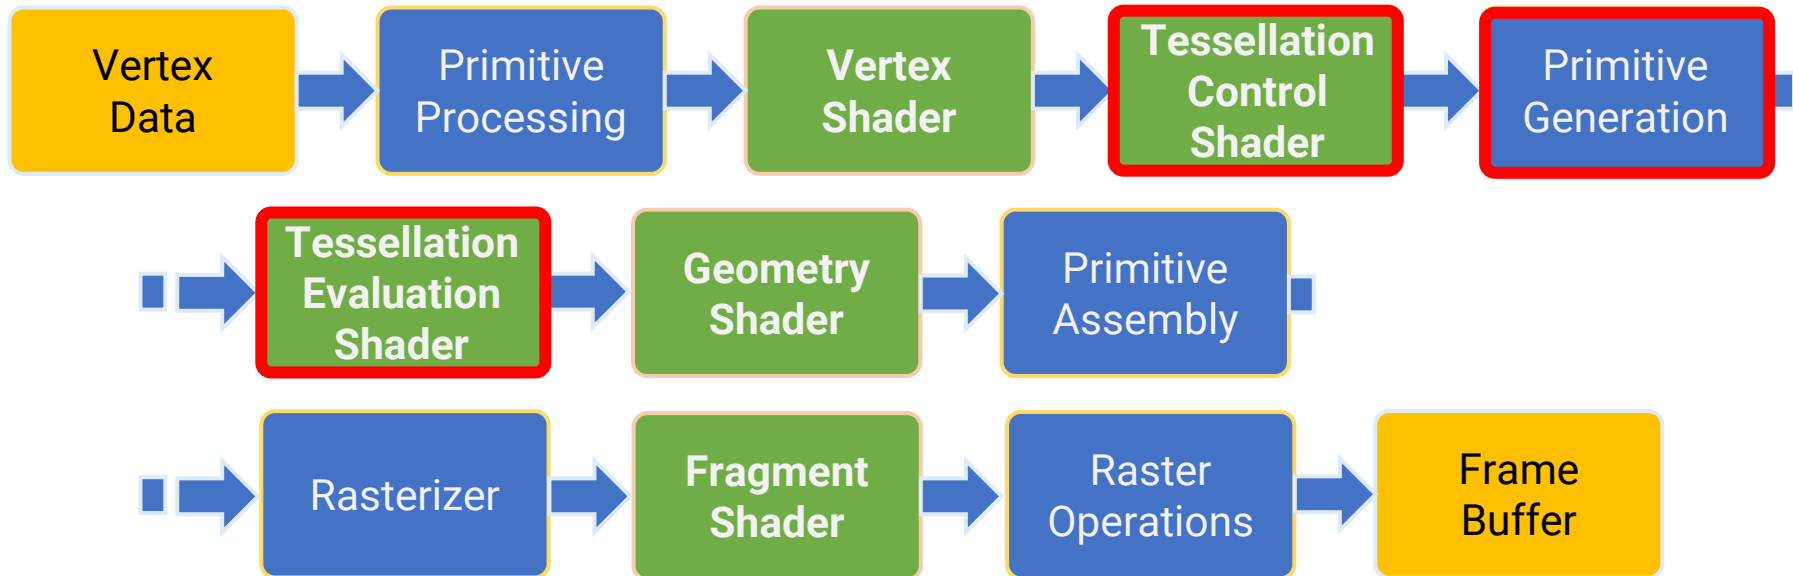 Vertex
Data
Primitive
Processing
Vertex
Shader
Tessellation
Control
Shader
Primitive
Generation
Tessellation
Evaluation
Shader
Geometry
Shader
Primitive
Assembly
Rasterizer
Fragment
Shader
Raster
Operations
Frame
Buffer